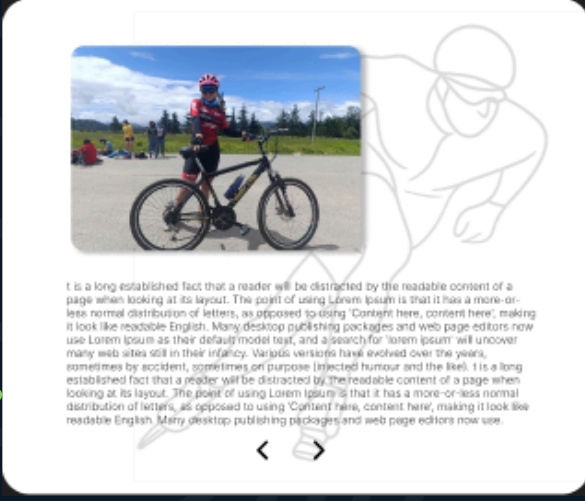 t is a long established fact that a reader will be distracted by the readable content of a
page when looking at its layout. The point of using Lorem Ipsum is that it has a more-or-
less normal distribution of letters, as opposed to using 'Content here, content here', making
it look like readable English. Many desktop publishing packages and web page editors now
use Lorem Ipsum as their default model text, and a search for 'lorem ipsum' will uncover
many web sites still in their infancy. Various versions have evolved over the years,
sometimes by accident, sometimes on purpose (injected humour and the like). t is a long
established fact that a reader will be distracted by the readable content of a page when
looking at its layout. The point of using Lorem Ipsum is that it has a more-or-less normal
distribution of letters, as opposed to using 'Content here, content here', making it look like
readable English. Many desktop publishing packages and web page editors now use.